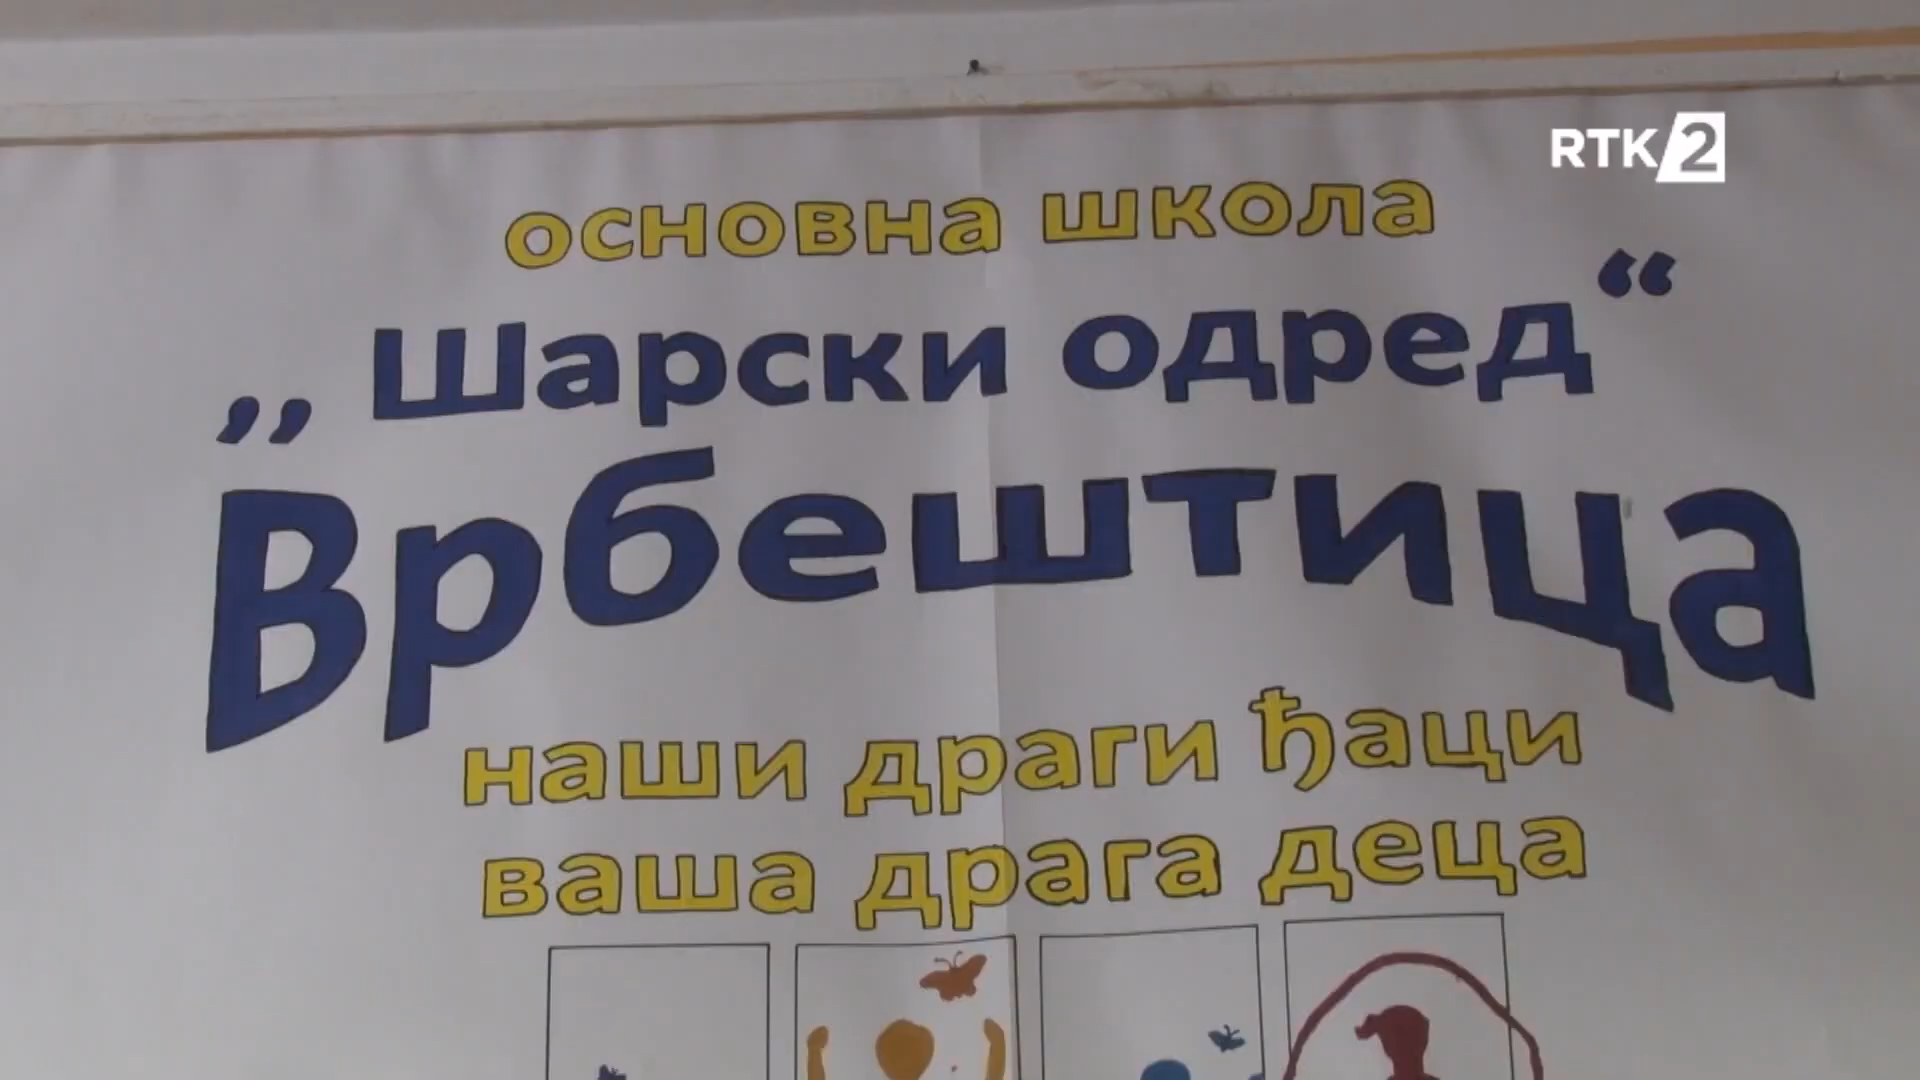 RTK 2
основна школа
,, Шарски одред“
Врбештица
наши драги ђаци
ваша драга деца